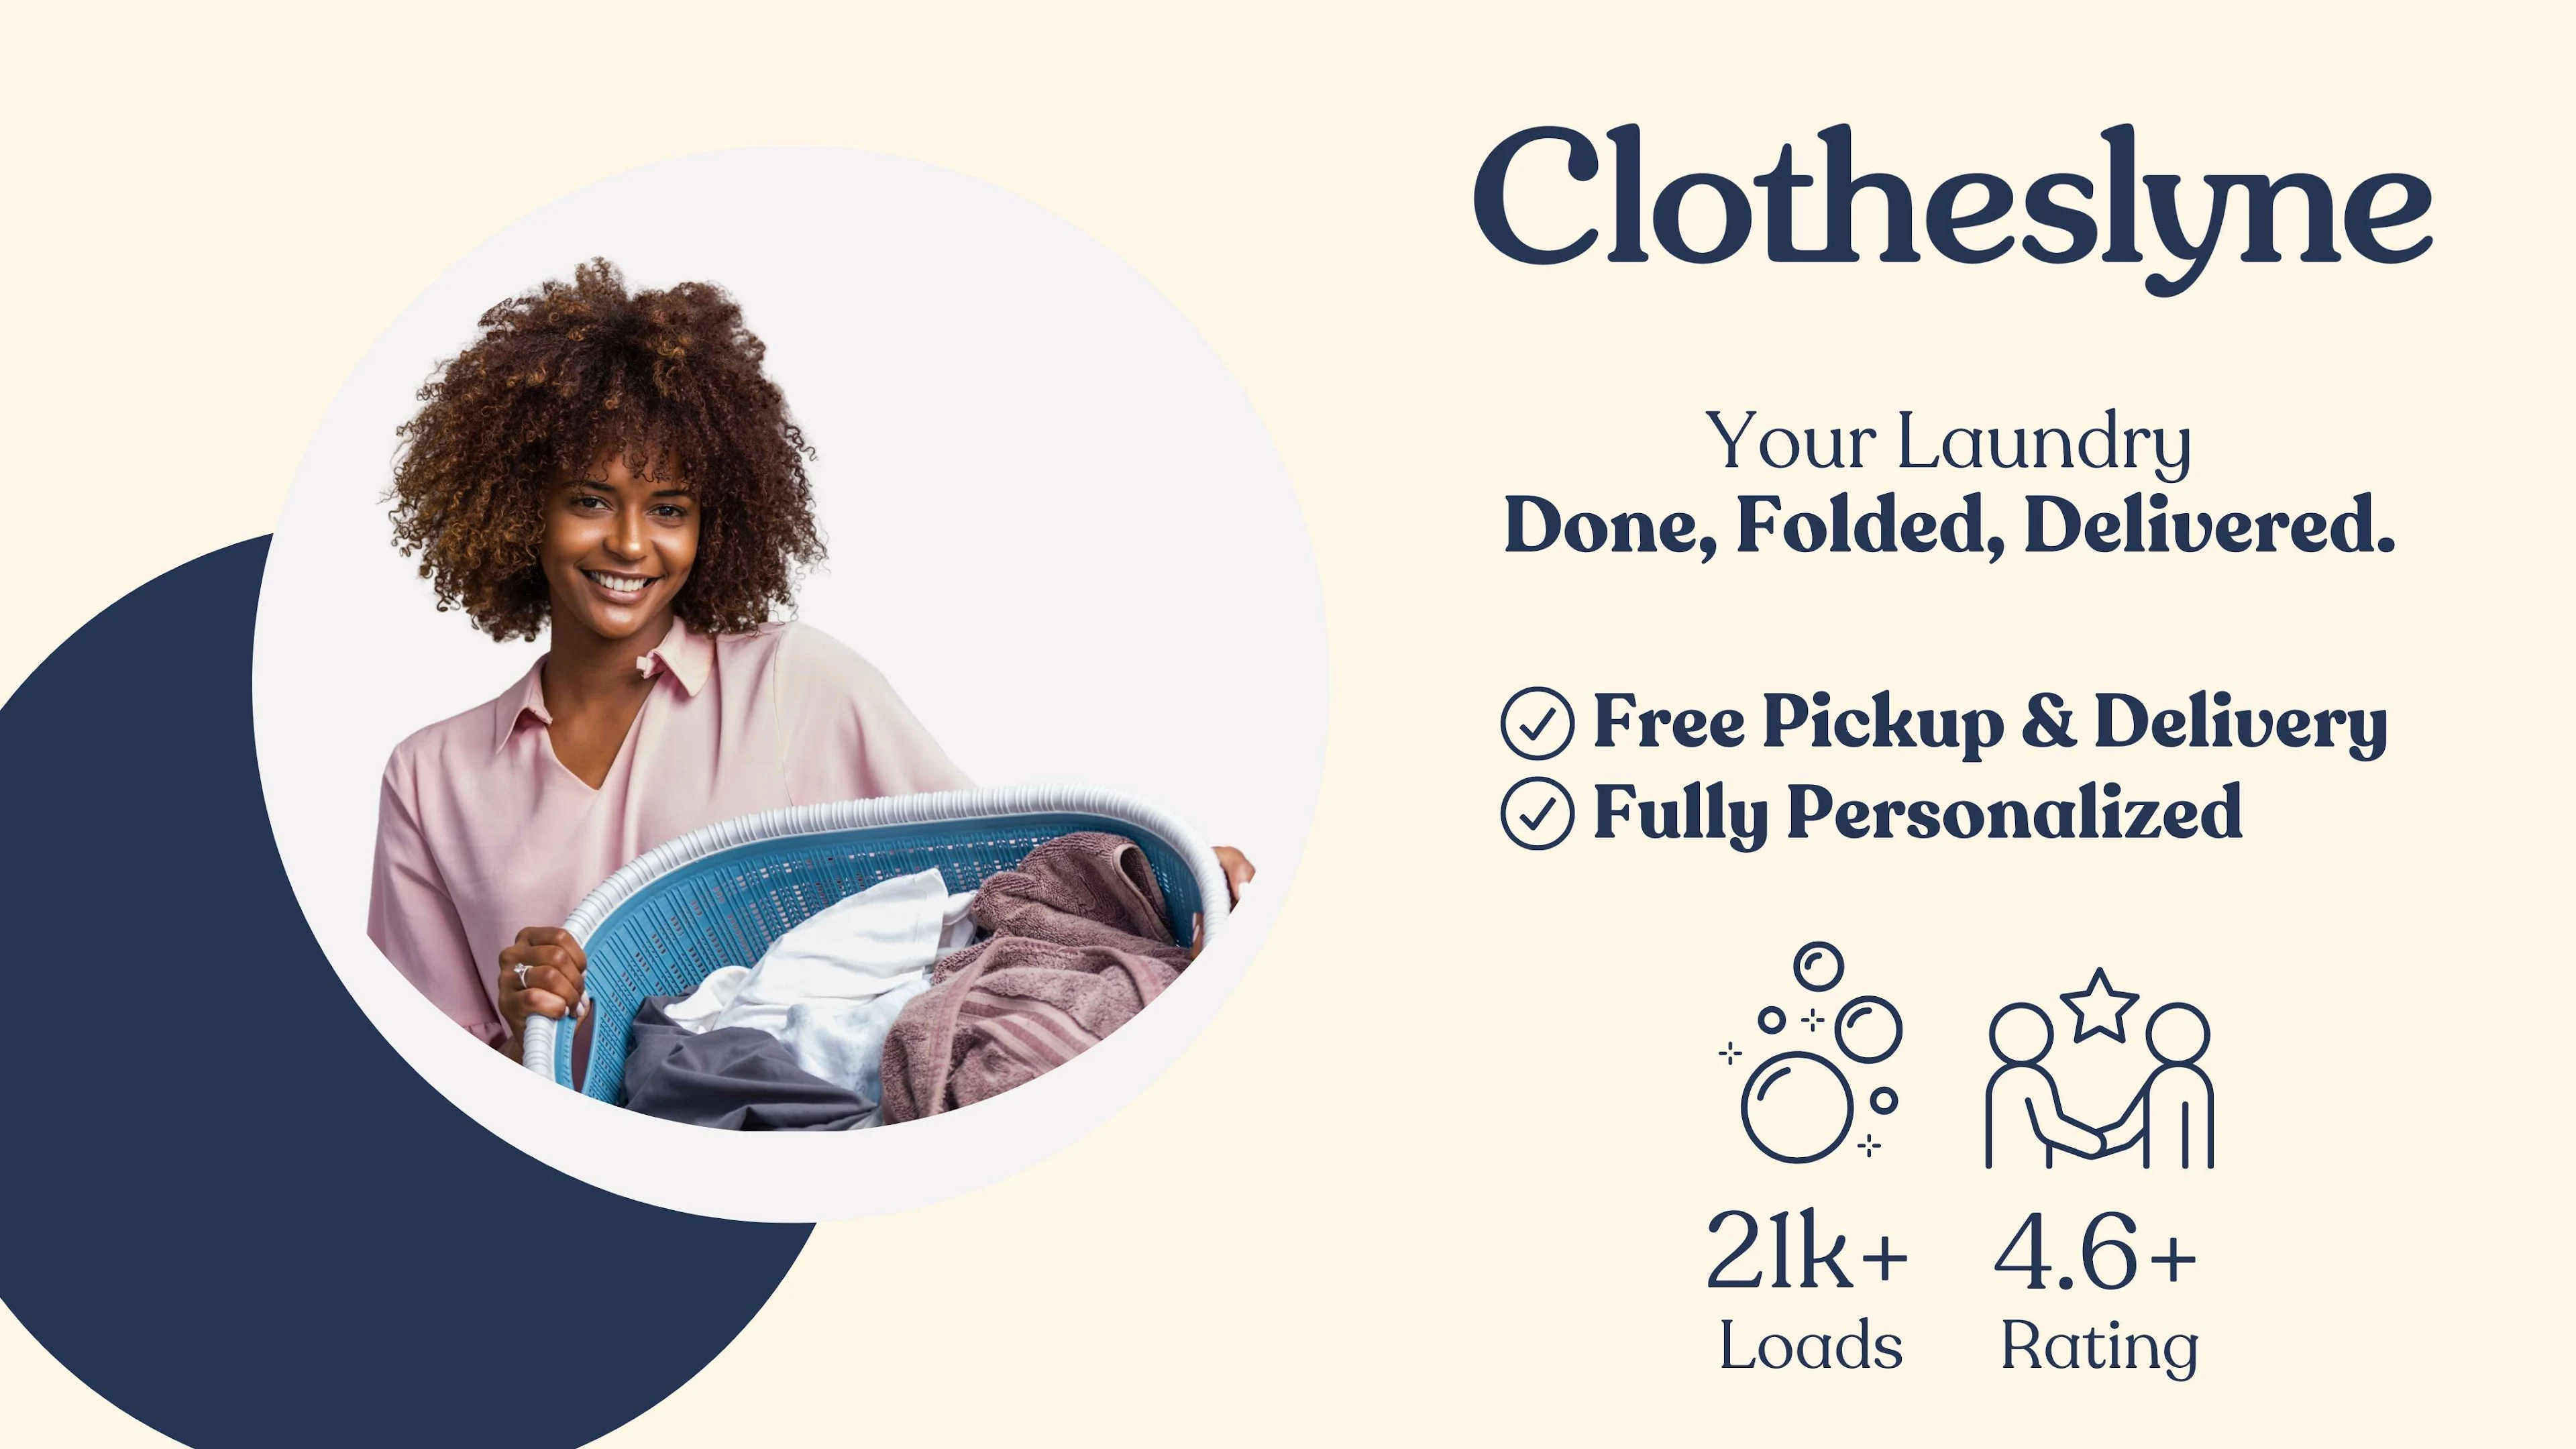 Clotheslyne
Your Laundry
Done, Folded, Delivered.
Free Pickup & Delivery
Fully Personalized
21k+
Loads
4.6+
Rating